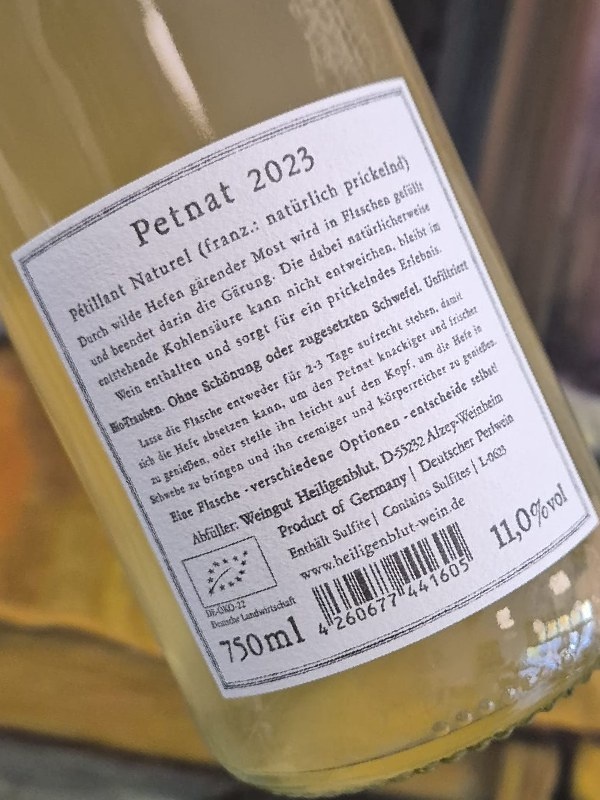 Petnat 2023
Pétillant Naturel (franz.: natürlich prickelnd)
Durch wilde Hefen gärender Most wird in Flaschen gefüllt
und beendet darin die Görung. Die dabei natürlicherweise
entstehende Kohlensäure kann nicht entweichen, bleibt im
Wein enthalten und sorgt für ein prickelndes Erlebnis.
Bio-Trauben. Ohne Schönung oder zugesetzten Schwefel. Unfiltriert
Lasse die Flasche entweder für 2-3 Tage aufrecht stehen, damit
sich die Hefe absetzen kann, um den Petnat knackiger und frischer
zu genießen, oder stelle ihn leicht auf den Kopf, um die Hefe in
Schwebe zu bringen und ihn cremiger und körperreicher zu genießen.
Eine Flasche - verschiedene Optionen - entscheide selbst!
Abfüller: Weingut Heiligenblut, D-55232 Alzey-Weinheim
Product of Germany | Deutscher Perlwein
Enthält Sulfite | Contains Sulfites | L-0623
www.heiligenblut-wein.de
DE-ÖKO-22
Deutsche Landwirtschaft
750ml
4 260677 441605
11,0%vol